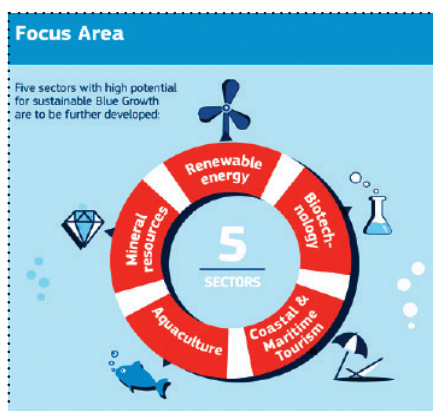 Focus Area
Five sectors with high potential
for sustainable Blue Growth
are to be further developed:
Renewable
energy
Biotech-
nology
Coastal &
Maritime
Tourism
Aquaculture
Mineral
resources
5
SECTORS